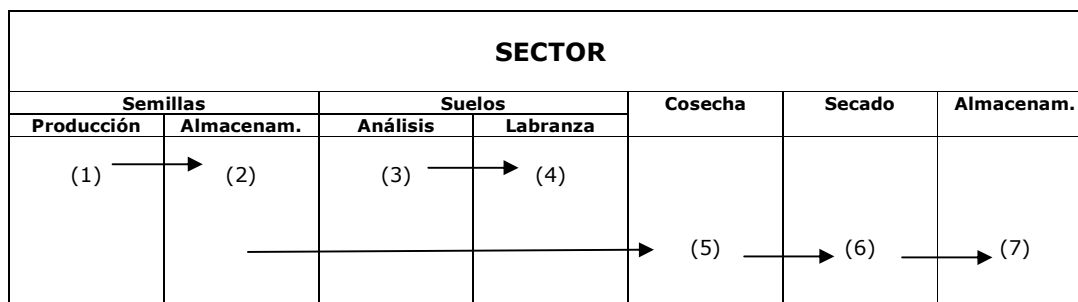 SECTOR
Semillas Suelos Cosecha Secado Almacenam.
Producción Almacenam. Análisis Labranza
(1) (2) (3) (4)
(5) (6) (7)